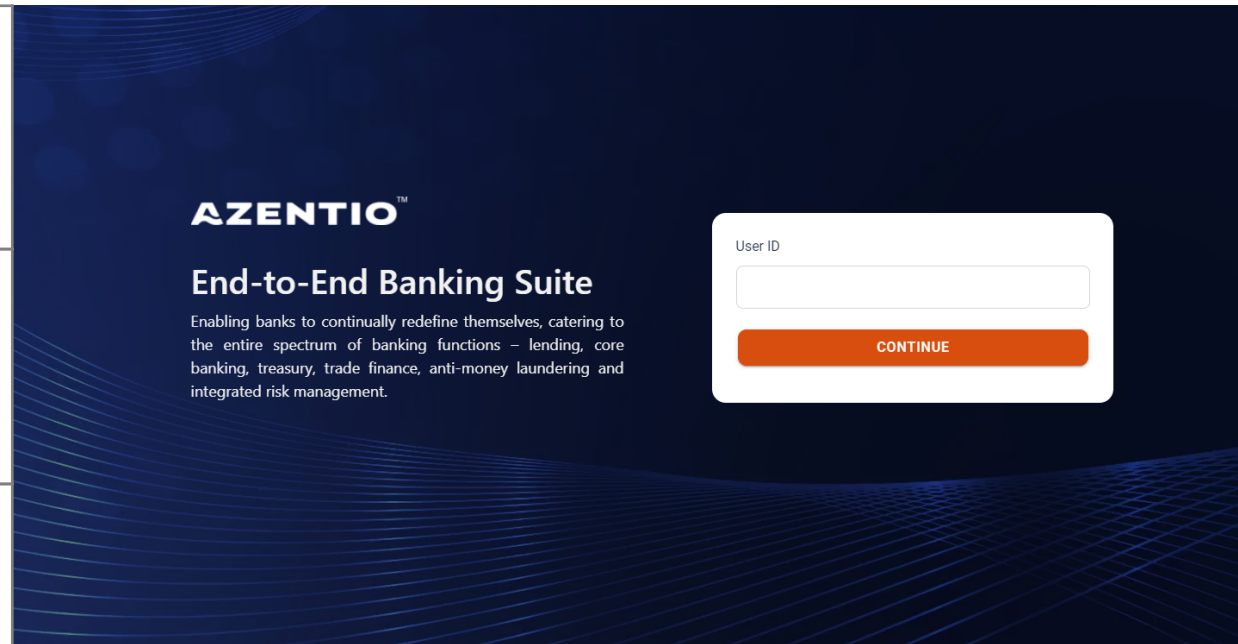 AZENTIO™
End-to-End Banking Suite
Enabling banks to continually redefine themselves, catering to
the entire spectrum of banking functions – lending, core
banking, treasury, trade finance, anti-money laundering and
integrated risk management.
User ID
CONTINUE